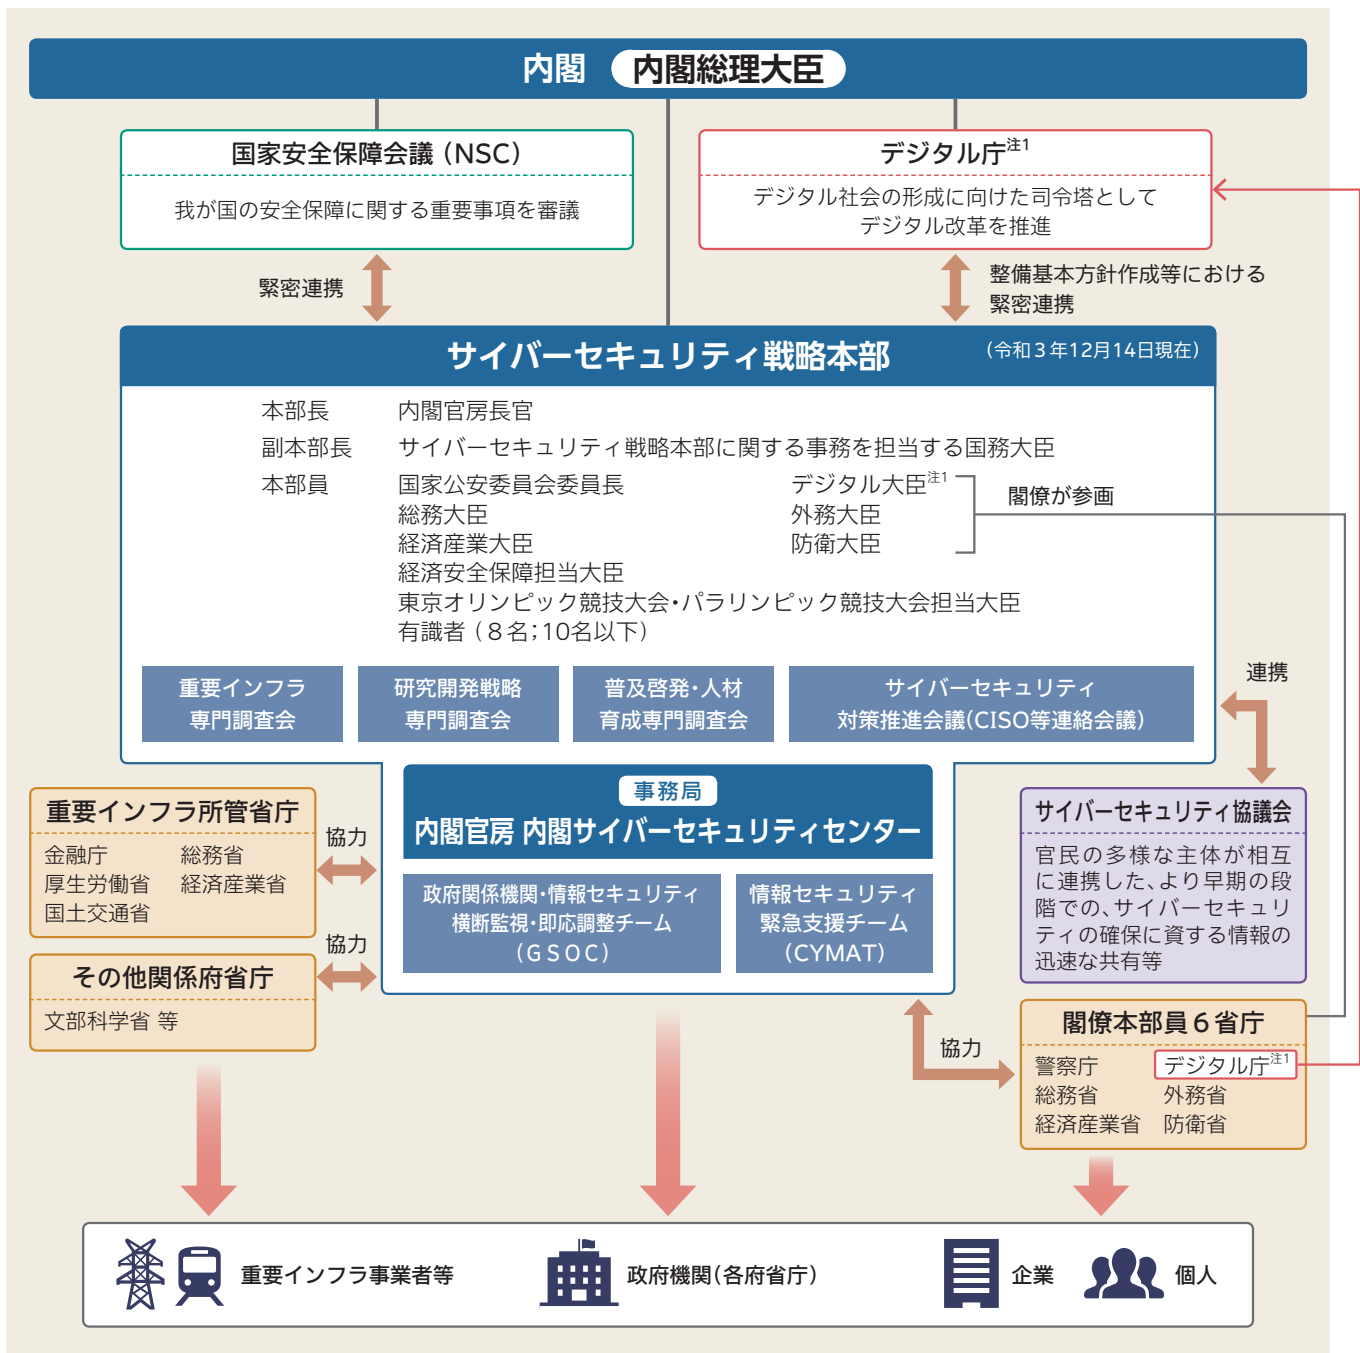 内閣 内閣総理大臣
国家安全保障会議（NSC）
我が国の安全保障に関する重要事項を審議
デジタル庁注1
デジタル社会の形成に向けた司令塔として
デジタル改革を推進
緊密連携
整備基本方針作成等における
緊密連携
サイバーセキュリティ戦略本部 （令和３年12月14日現在）
本部長 内閣官房長官
副本部長 サイバーセキュリティ戦略本部に関する事務を担当する国務大臣
本部員 国家公安委員会委員長 デジタル大臣注1
総務大臣 外務大臣
経済産業大臣 防衛大臣
経済安全保障担当大臣
東京オリンピック競技大会・パラリンピック競技大会担当大臣
有識者（８名；10名以下）
閣僚が参画
重要インフラ
専門調査会
研究開発戦略
専門調査会
普及啓発・人材
育成専門調査会
サイバーセキュリティ
対策推進会議（CISO等連絡会議）
連携
事務局
内閣官房 内閣サイバーセキュリティセンター
政府関係機関・情報セキュリティ
横断監視・即応調整チーム
（ＧＳＯＣ）
情報セキュリティ
緊急支援チーム
（CYMAT）
重要インフラ所管省庁
金融庁 総務省
厚生労働省 経済産業省
国土交通省
協力
その他関係府省庁
文部科学省 等
協力
サイバーセキュリティ協議会
官民の多様な主体が相互
に連携した、より早期の段
階での、サイバーセキュリ
ティの確保に資する情報の
迅速な共有等
閣僚本部員６省庁
警察庁 デジタル庁注1
総務省 外務省
経済産業省 防衛省
協力
重要インフラ事業者等
政府機関（各府省庁）
企業
個人